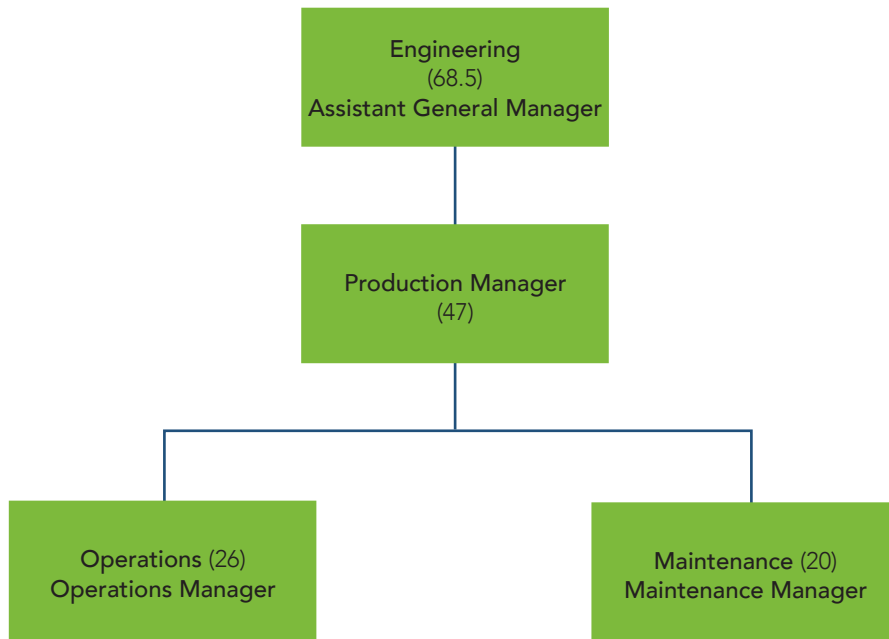 Engineering
(68.5)
Assistant General Manager
Production Manager
(47)
Operations (26)
Operations Manager
Maintenance (20)
Maintenance Manager